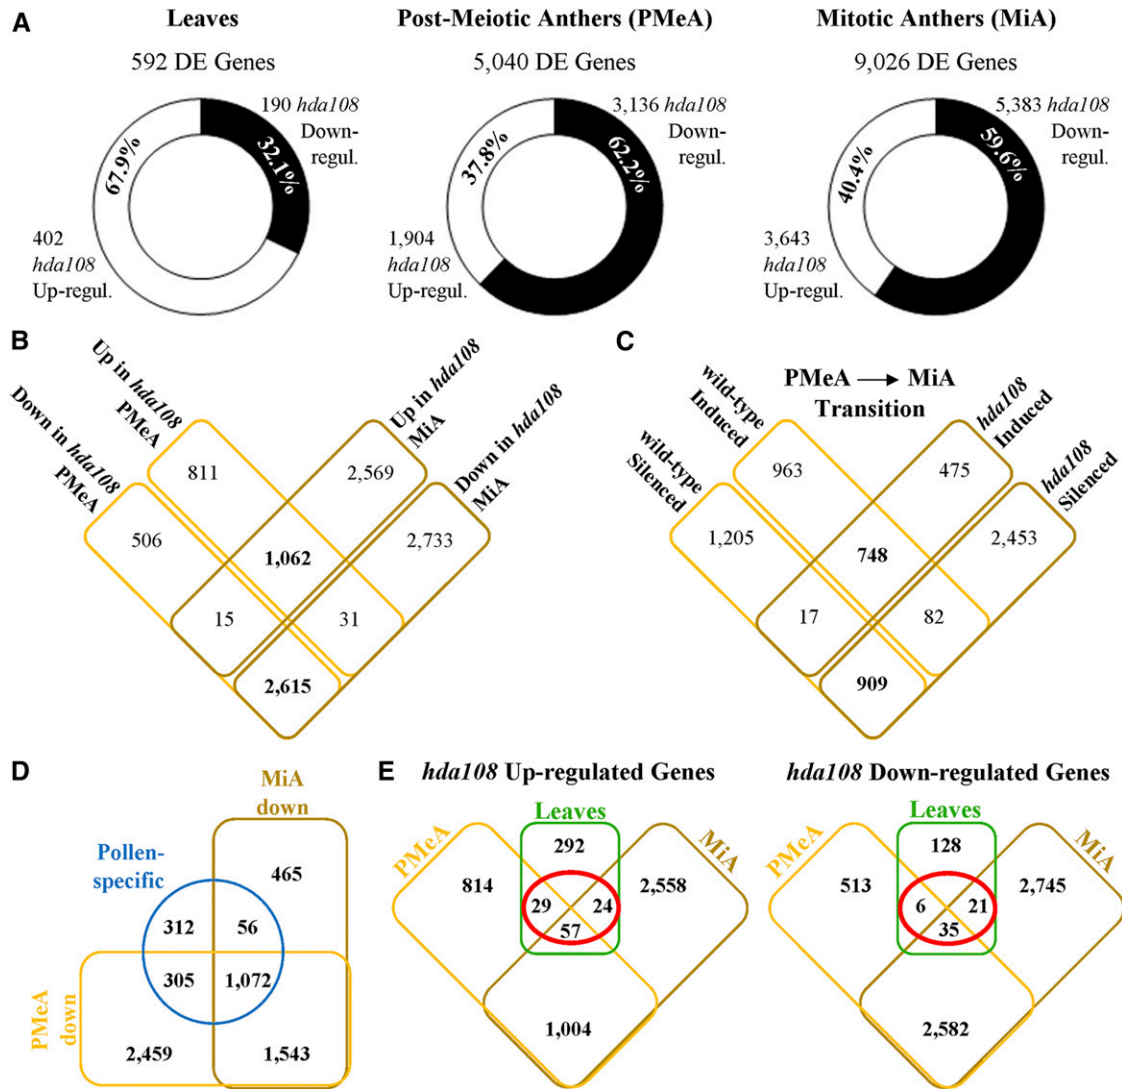 A
Leaves
592 DE Genes
190 hda108
Down-
regul.
67.9%
32.1%
402
hda108
Up-regul.
Post-Meiotic Anthers (PMeA)
5,040 DE Genes
3,136 hda108
Down-
regul.
37.8%
62.2%
1,904
hda108
Up-regul.
Mitotic Anthers (MiA)
9,026 DE Genes
5,383 hda108
Down-
regul.
40.4%
59.6%
3,643
hda108
Up-regul.
B
Down in hda108
PMeA
Up in hda108
PMeA
Up in hda108
MiA
Down in hda108
MiA
811
2,569
506
2,733
1,062
15
31
2,615
C
PMeA → MiA
Transition
wild-type
Silenced
wild-type
Induced
hda108
Induced
hda108
Silenced
963
475
1,205
2,453
748
17
82
909
D
MiA
down
Pollen-
specific
PMeA
down
465
312
56
305
1,072
2,459
1,543
E
hda108 Up-regulated Genes
Leaves
PMeA
MiA
292
814
2,558
29
24
57
1,004
hda108 Down-regulated Genes
Leaves
PMeA
MiA
128
513
2,745
6
21
35
2,582